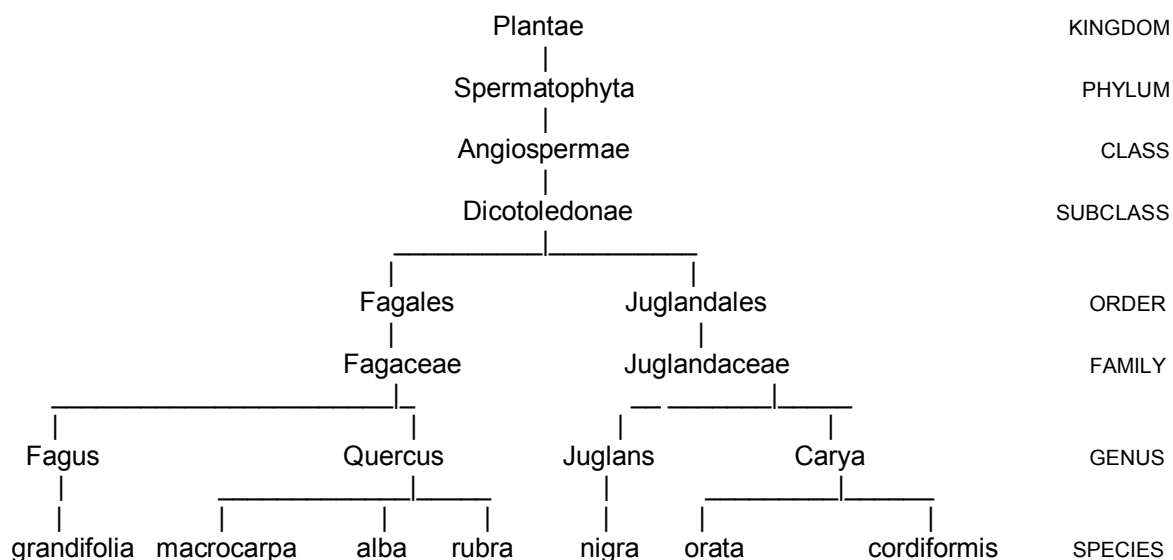 Plantae KINGDOM
Spermatophyta PHYLUM
Angiospermae CLASS
Dicotoledonae SUBCLASS
Fagales Juglandales ORDER
Fagaceae Juglandaceae FAMILY
Fagus Quercus Juglans Carya GENUS
grandifolia macrocarpa alba rubra nigra orata cordiformis SPECIES